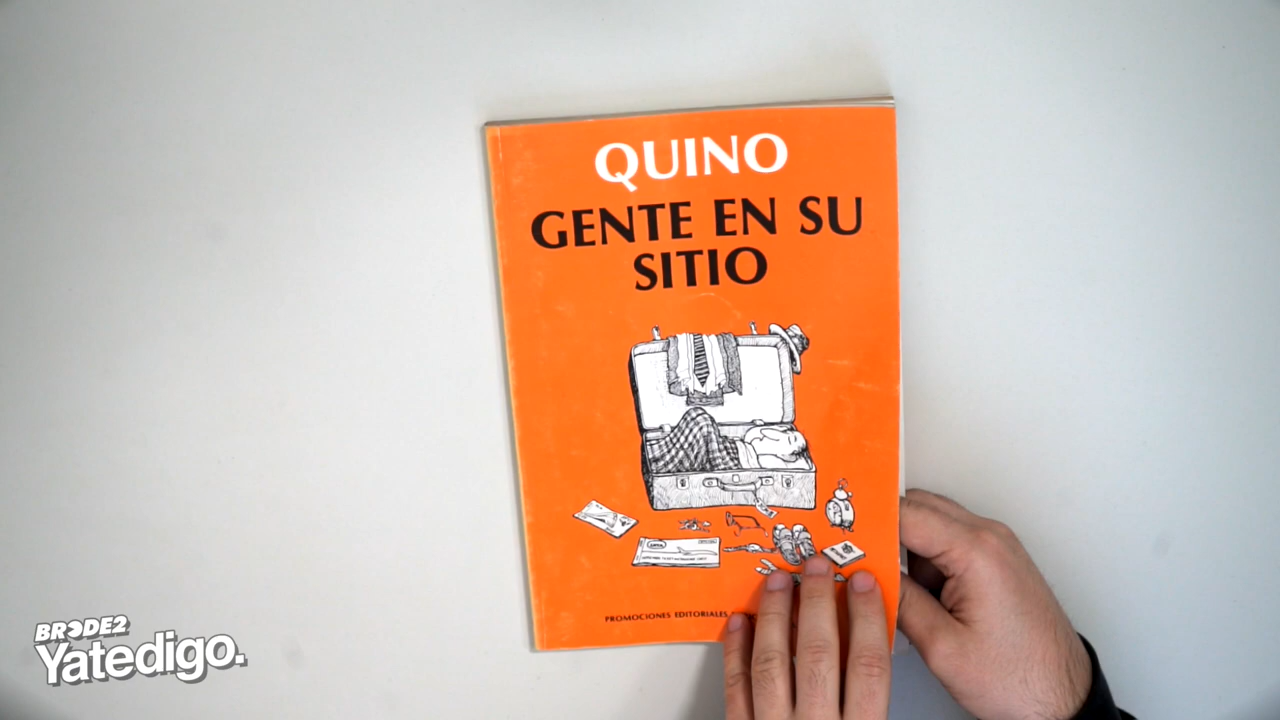 QUINO
GENTE EN SU
SITIO
PROMOCIONES EDITORIALES
BRODE2
Yatedigo.